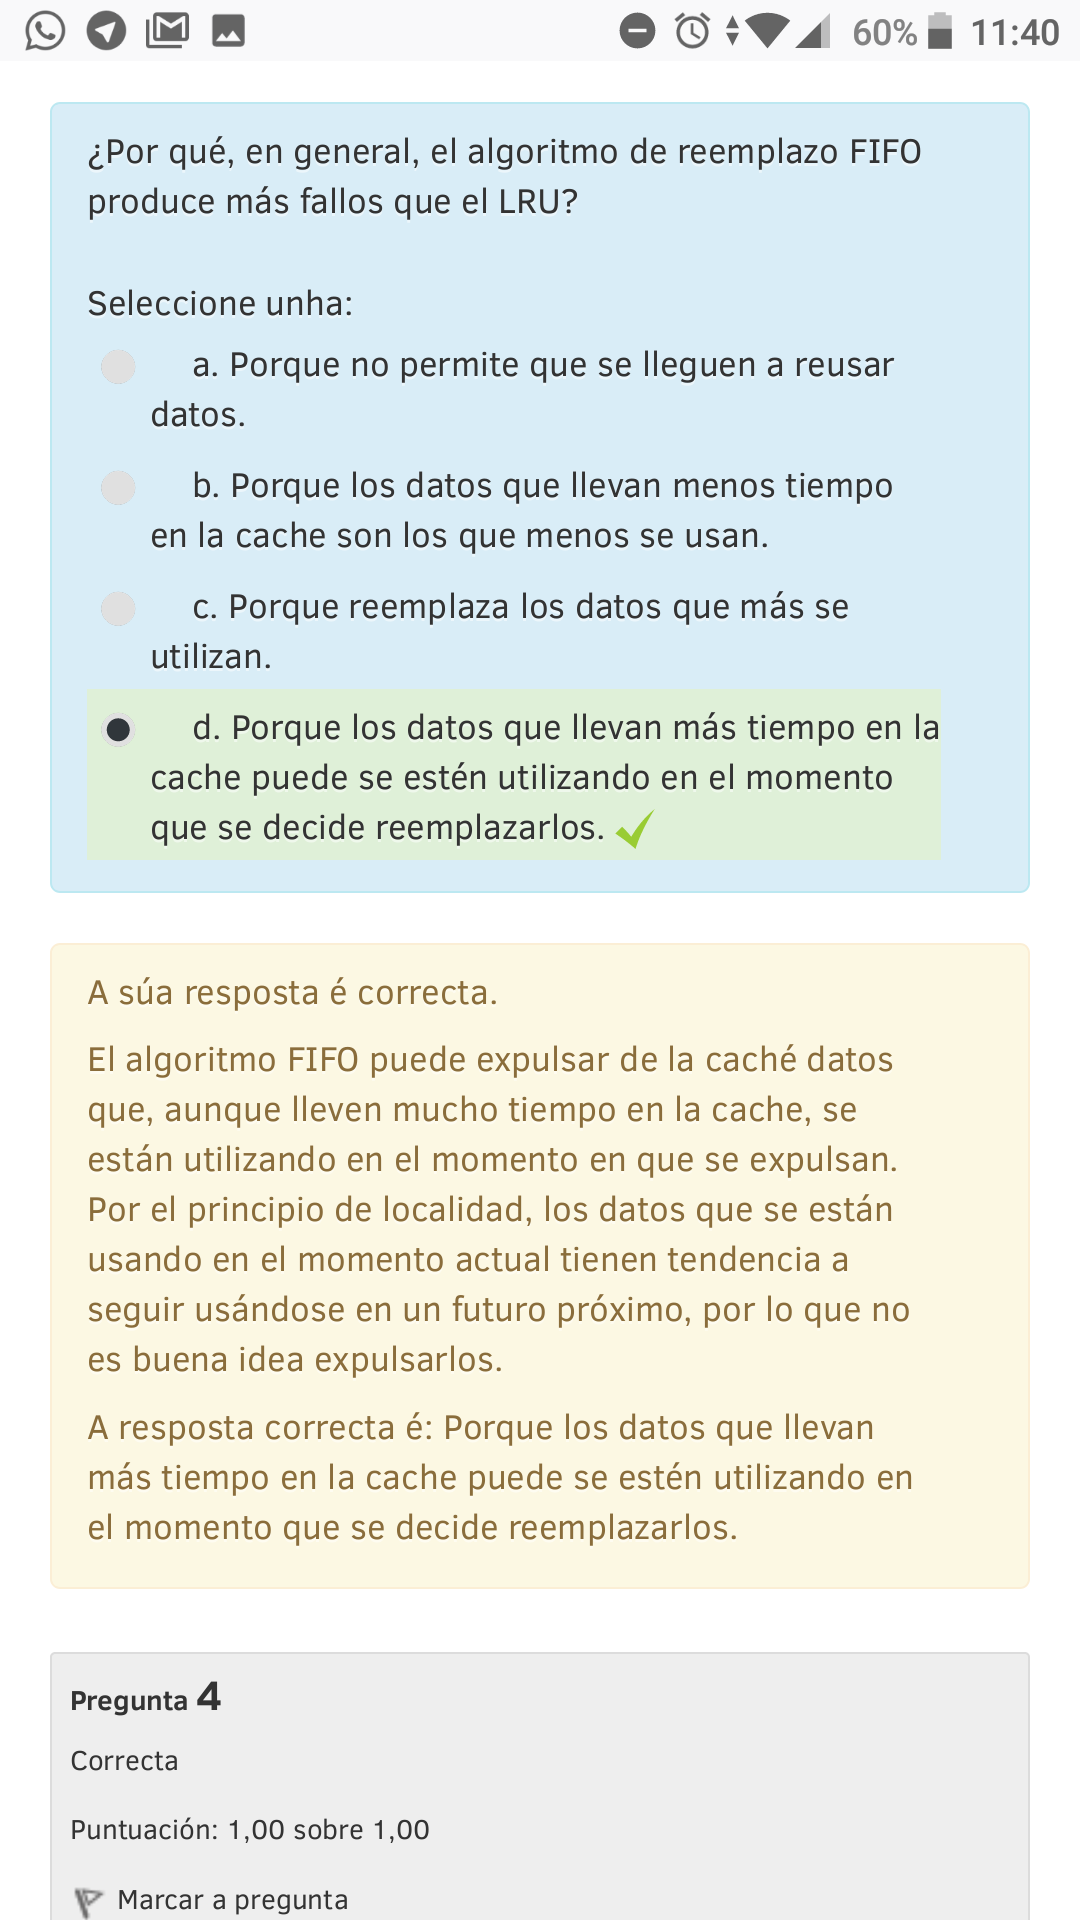 60% 11:40
¿Por qué, en general, el algoritmo de reemplazo FIFO
produce más fallos que el LRU?
Seleccione unha:
a. Porque no permite que se lleguen a reusar
datos.
b. Porque los datos que llevan menos tiempo
en la cache son los que menos se usan.
c. Porque reemplaza los datos que más se
utilizan.
d. Porque los datos que llevan más tiempo en la
cache puede se estén utilizando en el momento
que se decide reemplazarlos.
A súa resposta é correcta.
El algoritmo FIFO puede expulsar de la caché datos
que, aunque lleven mucho tiempo en la cache, se
están utilizando en el momento en que se expulsan.
Por el principio de localidad, los datos que se están
usando en el momento actual tienen tendencia a
seguir usándose en un futuro próximo, por lo que no
es buena idea expulsarlos.
A resposta correcta é: Porque los datos que llevan
más tiempo en la cache puede se estén utilizando en
el momento que se decide reemplazarlos.
Pregunta 4
Correcta
Puntuación: 1,00 sobre 1,00
Marcar a pregunta